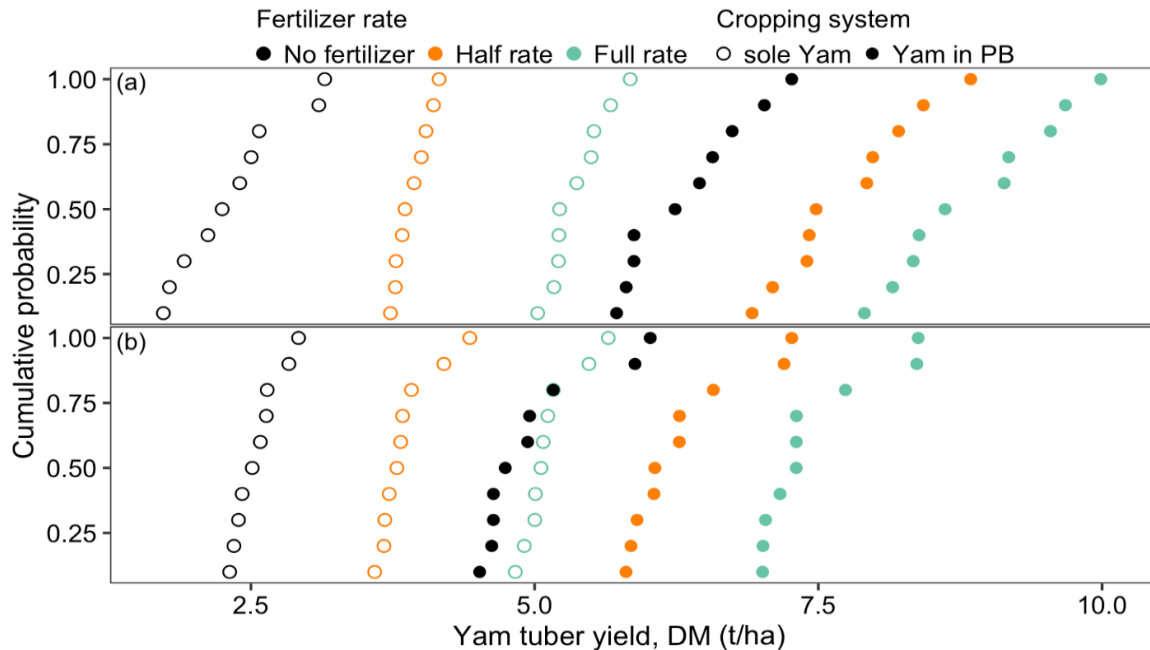 Fertilizer rate Cropping system
No fertilizer Half rate Full rate sole Yam Yam in PB
(a)
1.00
0.75
0.50
0.25
(b)
1.00
0.75
0.50
0.25
Cumulative probability
2.5 5.0 7.5 10.0
Yam tuber yield, DM (t/ha)